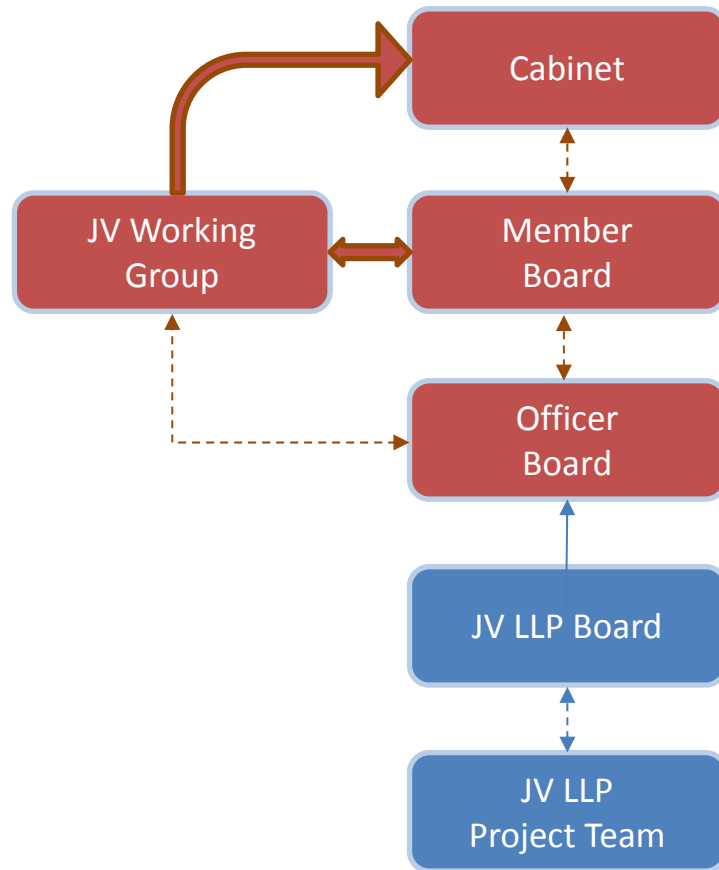 Cabinet
JV Working
Group
Member
Board
Officer
Board
JV LLP Board
JV LLP
Project Team